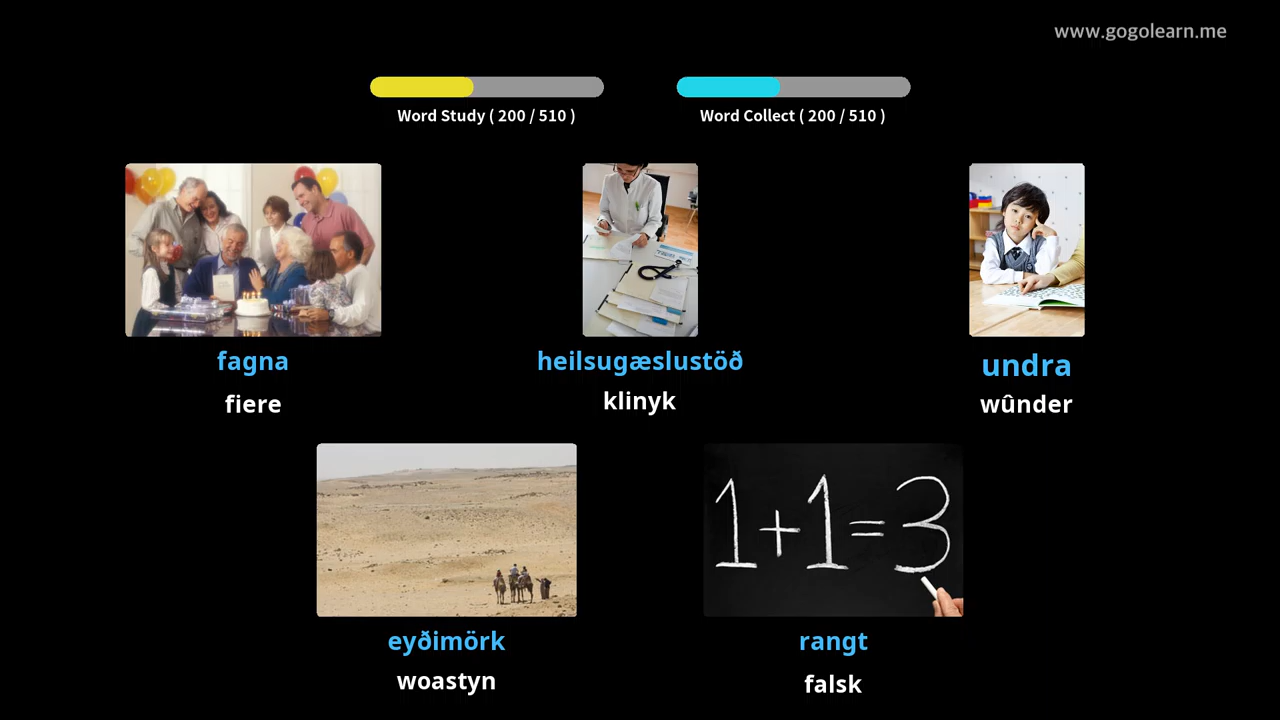 www.gogolearn.me
Word Study ( 200 / 510 )
Word Collect ( 200 / 510 )
fagna
fiere
heilsugæslustöð
klinyk
undra
wûnder
eyðimörk
woastyn
1+1=3
rangt
falsk